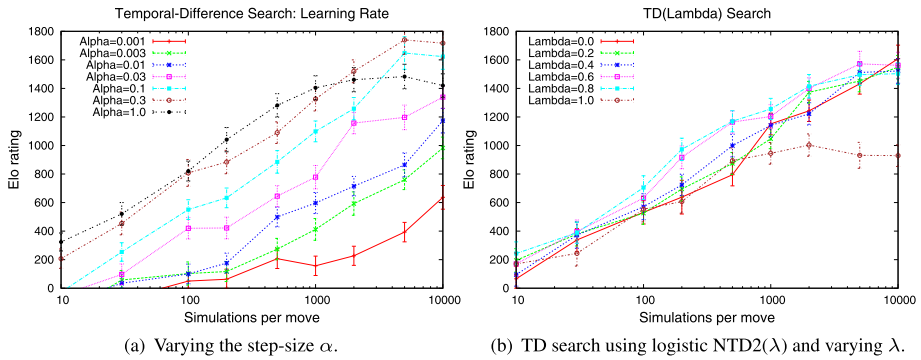 Temporal-Difference Search: Learning Rate
1800
1600
1400
1200
1000
800
600
400
200
0
Elo rating
Alpha=0.001
Alpha=0.003
Alpha=0.01
Alpha=0.03
Alpha=0.1
Alpha=0.3
Alpha=1.0
10
100
1000
10000
Simulations per move
(a) Varying the step-size α.
TD(Lambda) Search
1800
1600
1400
1200
1000
800
600
400
200
0
Elo rating
Lambda=0.0
Lambda=0.2
Lambda=0.4
Lambda=0.6
Lambda=0.8
Lambda=1.0
10
100
1000
10000
Simulations per move
(b) TD search using logistic NTD2(λ) and varying λ.